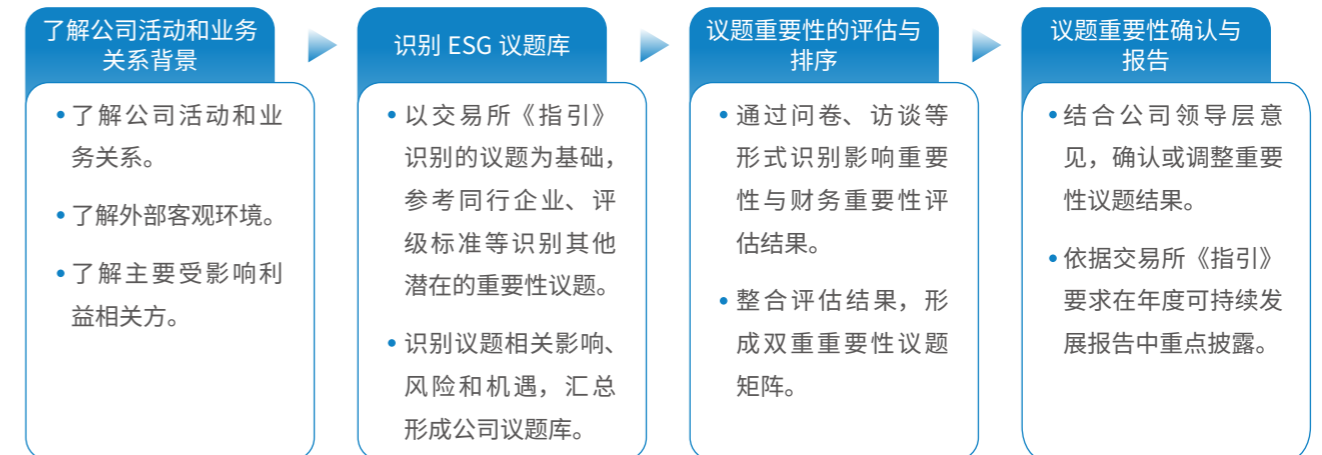 了解公司活动和业务
关系背景
• 了解公司活动和业
务关系。
• 了解外部客观环境。
• 了解主要受影响利
益相关方。
识别 ESG 议题库
• 以交易所《指引》
识别的议题为基础，
参考同行企业、评
级标准等识别其他
潜在的重要性议题。
• 识别议题相关影响、
风险和机遇，汇总
形成公司议题库。
议题重要性的评估与
排序
• 通过问卷、访谈等
形式识别影响重要
性与财务重要性评
估结果。
• 整合评估结果，形
成双重重要性议题
矩阵。
议题重要性确认与
报告
• 结合公司领导层意
见，确认或调整重要
性议题结果。
• 依据交易所《指引》
要求在年度可持续发
展报告中重点披露。